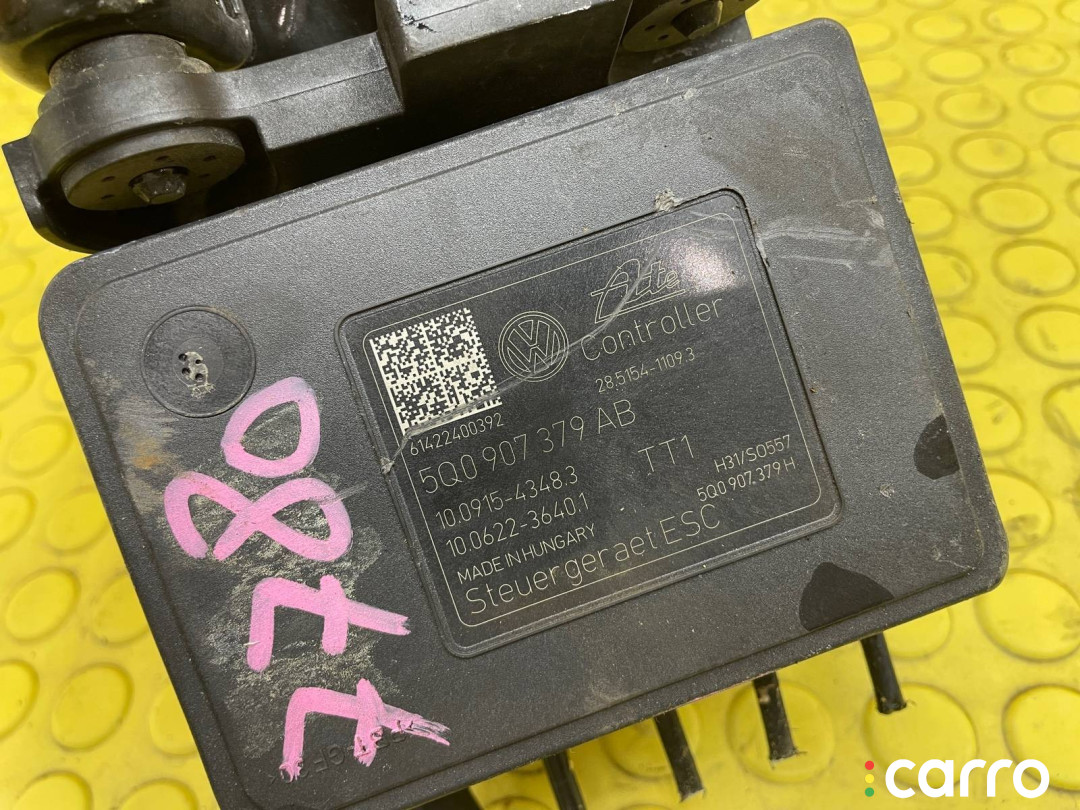 Ate
Controller
28.5154-1109.3
61422400392
5Q0 907 379 AB
10.0915-4348.3
TT1
H31/S0557
10.0622-3640.1
5Q0 907.379 H
MADE IN HUNGARY
Steuergeraet ESC
0877
carro